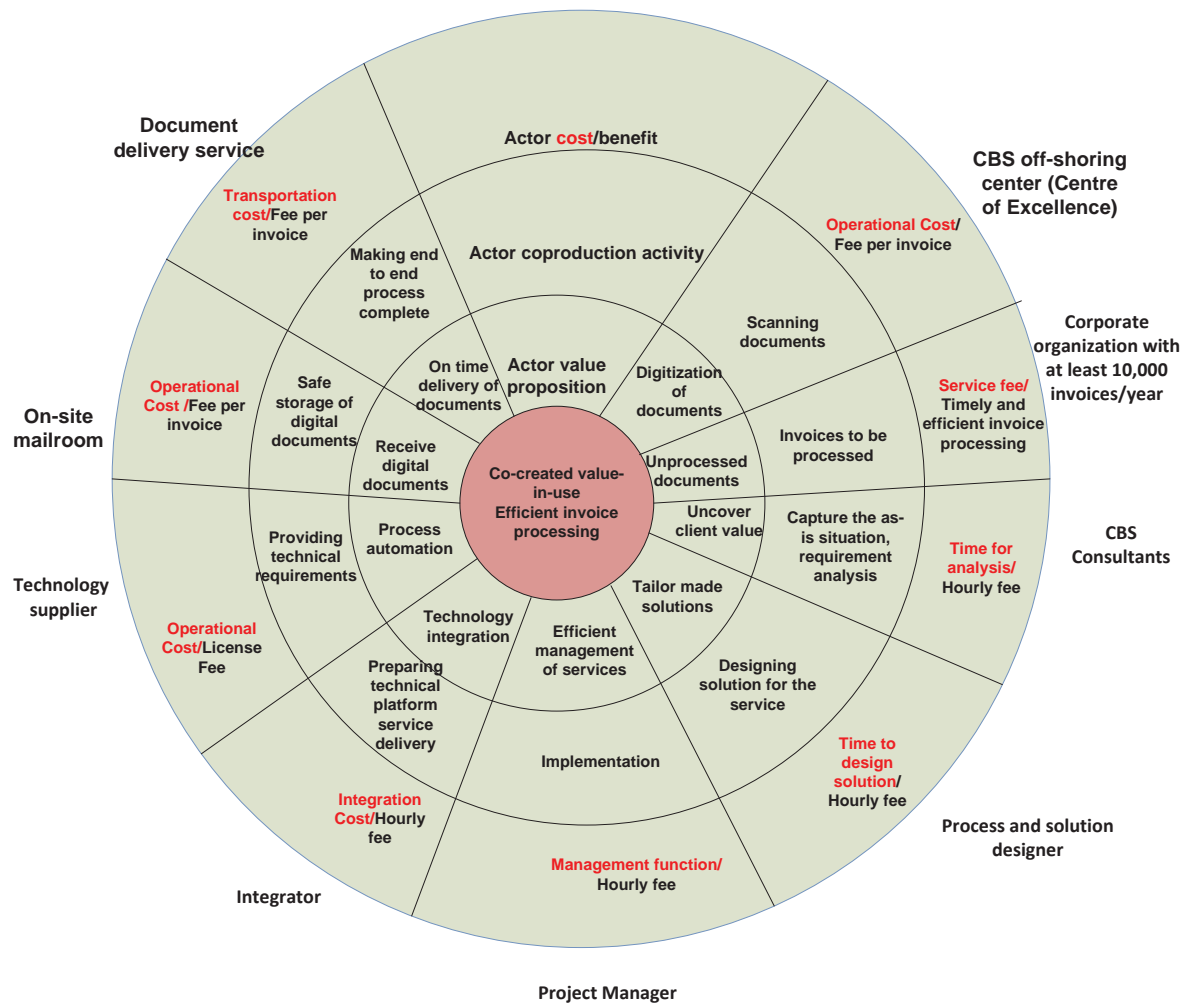 Document
delivery service
Actor cost/benefit
CBS off-shoring
center (Centre
of Excellence)
Transportation
cost/Fee per
invoice
Operational Cost/
Fee per invoice
Making end
to end
process
complete
Actor coproduction activity
Scanning
documents
Corporate
organization with
at least 10,000
invoices/year
On time
delivery of
documents
Actor value
proposition
Digitization
of
documents
Operational
Cost /Fee per
invoice
Safe
storage of
digital
documents
Service fee/
Timely and
efficient invoice
processing
On-site
mailroom
Receive
digital
documents
Co-created value-
in-use
Efficient invoice
processing
Unprocessed
documents
Invoices to be
processed
Uncover
client value
Capture the as-
is situation,
requirement
analysis
CBS
Consultants
Process
automation
Providing
technical
requirements
Time for
analysis/
Hourly fee
Technology
supplier
Tailor made
solutions
Technology
integration
Efficient
management
of services
Operational
Cost/License
Fee
Preparing
technical
platform
service
delivery
Designing
solution for the
service
Implementation
Time to
design
solution/
Hourly fee
Integration
Cost/Hourly
fee
Process and solution
designer
Management function/
Hourly fee
Integrator
Project Manager